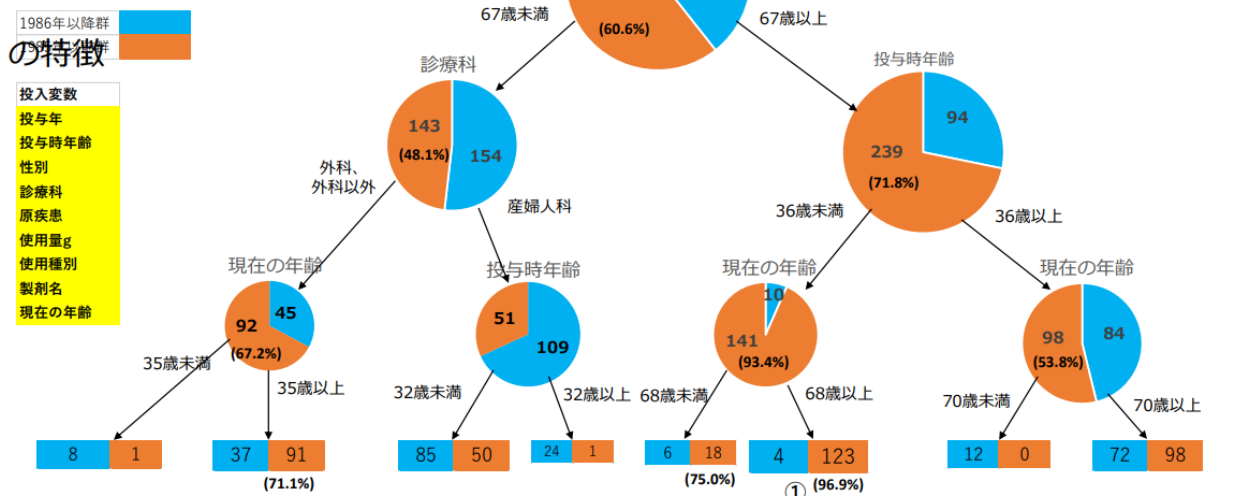 1986年以降群
の特徴
投入変数
投与年
投与時年齢
性別
診療科
原疾患
使用量g
使用種別
製剤名
現在の年齢
67歳未満
(60.6%)
67歳以上
診療科
143
(48.1%)
154
投与時年齢
94
239
(71.8%)
外科、
外科以外
産婦人科
36歳未満
36歳以上
現在の年齢
45
92
(67.2%)
投与時年齢
51
109
現在の年齢
10
141
(93.4%)
現在の年齢
98
84
(53.8%)
35歳未満
35歳以上
32歳未満
32歳以上
68歳未満
68歳以上
70歳未満
70歳以上
8 1
37 91
(71.1%)
85 50
24 1
6 18
(75.0%)
4 123
① (96.9%)
12 0
72 98